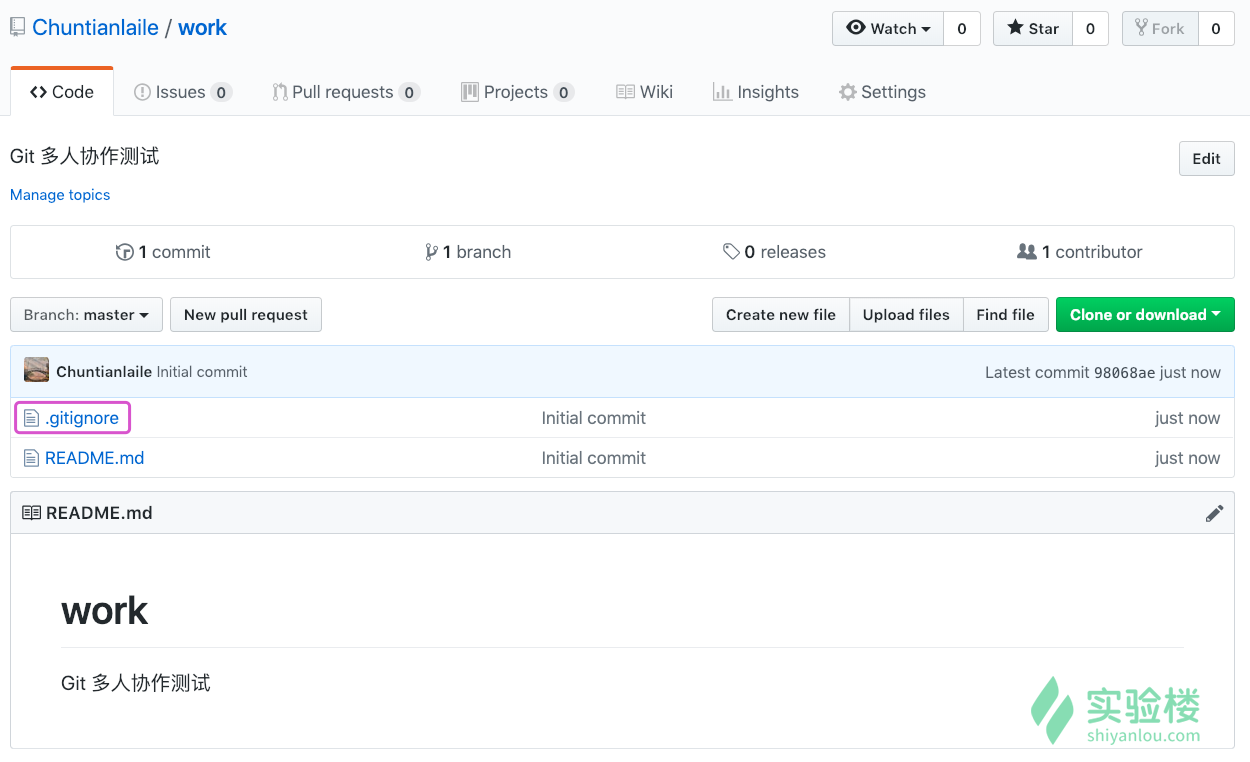 Chuntianlaile / work
Watch 0 Star 0 Fork 0
Code Issues 0 Pull requests 0 Projects 0 Wiki Insights Settings
Git 多人协作测试
Edit
Manage topics
1 commit 1 branch 0 releases 1 contributor
Branch: master New pull request Create new file Upload files Find file Clone or download
Chuntianlaile Initial commit Latest commit 98068ae just now
.gitignore Initial commit just now
README.md Initial commit just now
README.md
work
Git 多人协作测试
实验楼
shiyanlou.com